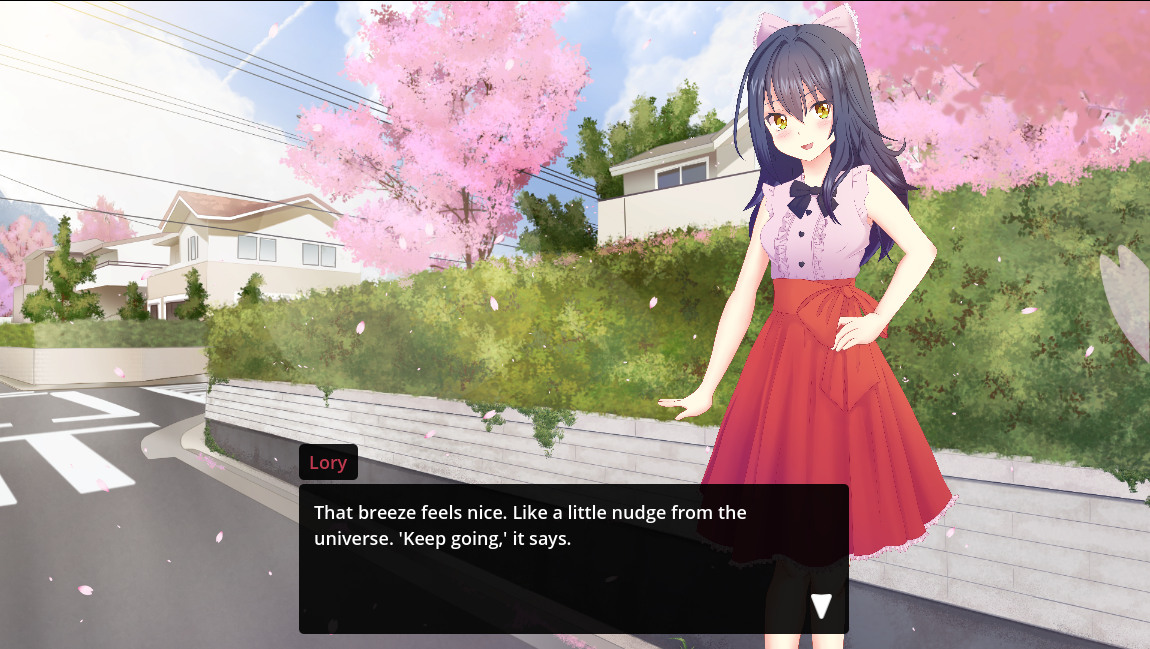 Lory
That breeze feels nice. Like a little nudge from the
universe. 'Keep going,' it says.